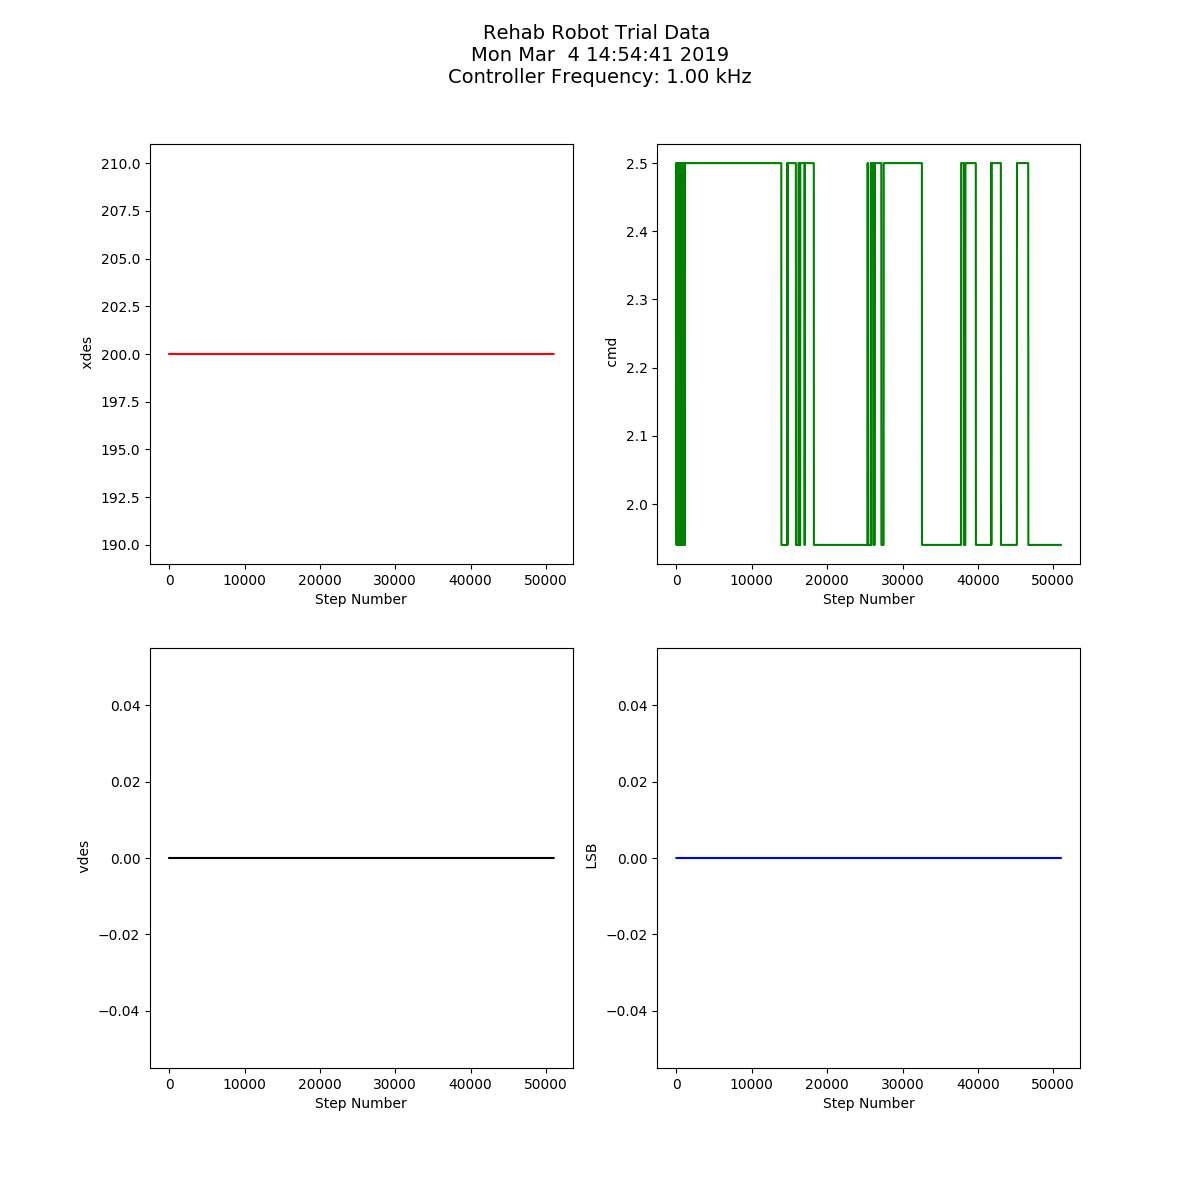 Rehab Robot Trial Data
Mon Mar  4 14:54:41 2019
Controller Frequency: 1.00 kHz
210.0
207.5
205.0
202.5
200.0
197.5
195.0
192.5
190.0
xdes
0 10000 20000 30000 40000 50000
Step Number
2.5
2.4
2.3
2.2
2.1
2.0
cmd
0 10000 20000 30000 40000 50000
Step Number
0.04
0.02
0.00
−0.02
−0.04
vdes
0 10000 20000 30000 40000 50000
Step Number
0.04
0.02
0.00
−0.02
−0.04
LSB
0 10000 20000 30000 40000 50000
Step Number